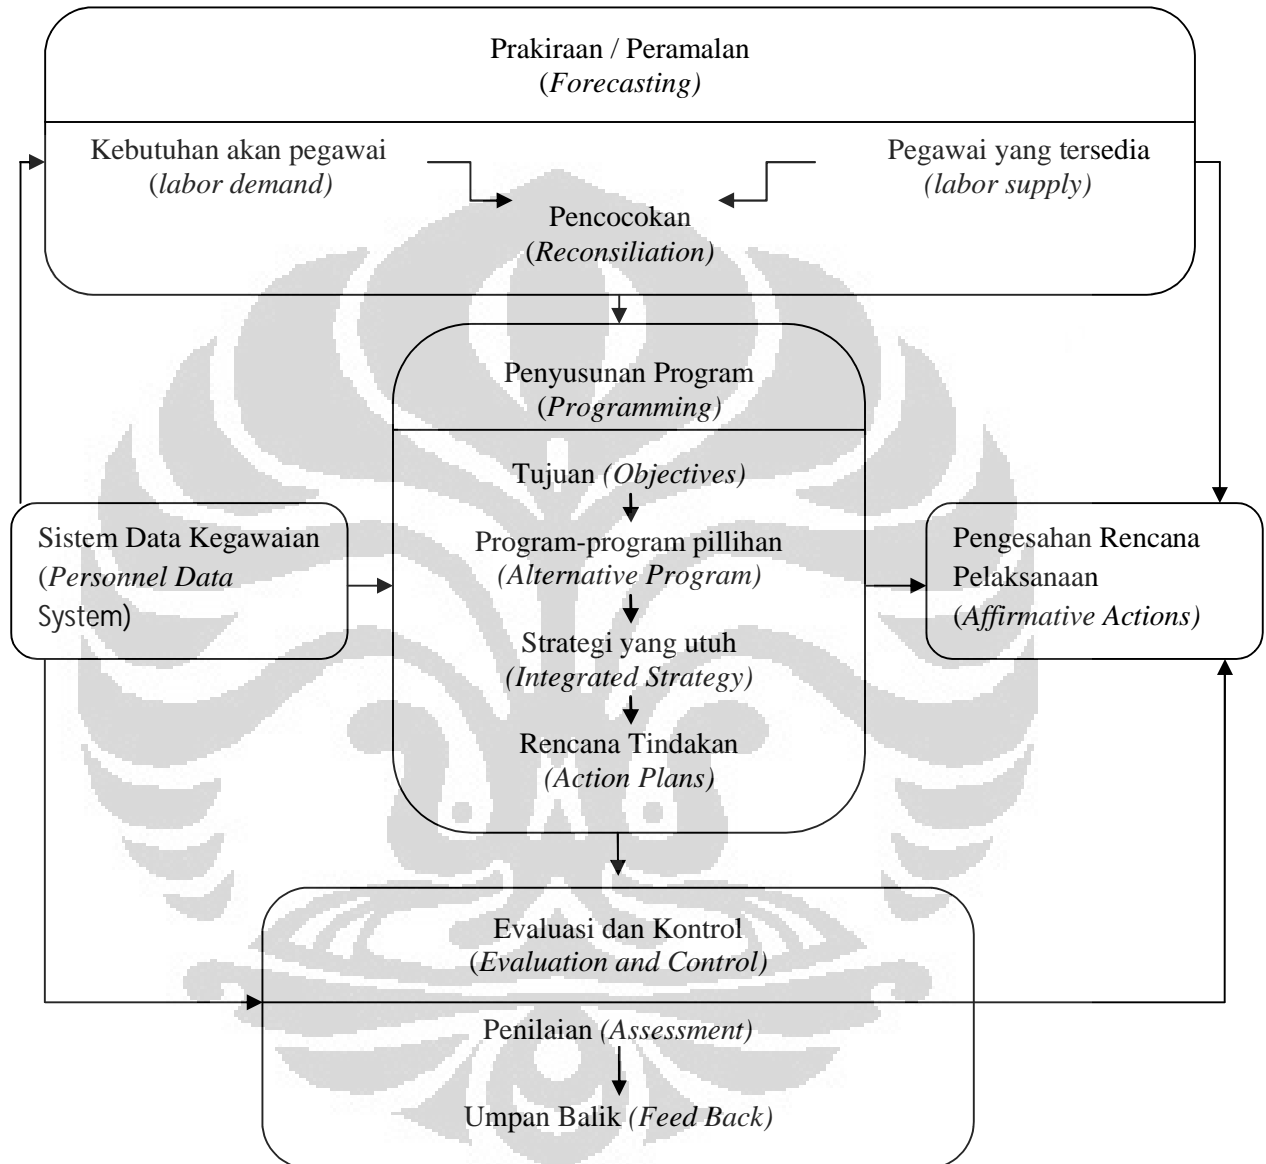 Prakiraan / Peramalan
(Forecasting)
Kebutuhan akan pegawai
(labor demand)
Pegawai yang tersedia
(labor supply)
Pencocokan
(Reconsiliation)
Penyusunan Program
(Programming)
Tujuan (Objectives)
Program-program pillihan
(Alternative Program)
Strategi yang utuh
(Integrated Strategy)
Rencana Tindakan
(Action Plans)
Sistem Data Kegawaian
(Personnel Data
System)
Pengesahan Rencana
Pelaksanaan
(Affirmative Actions)
Evaluasi dan Kontrol
(Evaluation and Control)
Penilaian (Assessment)
Umpan Balik (Feed Back)